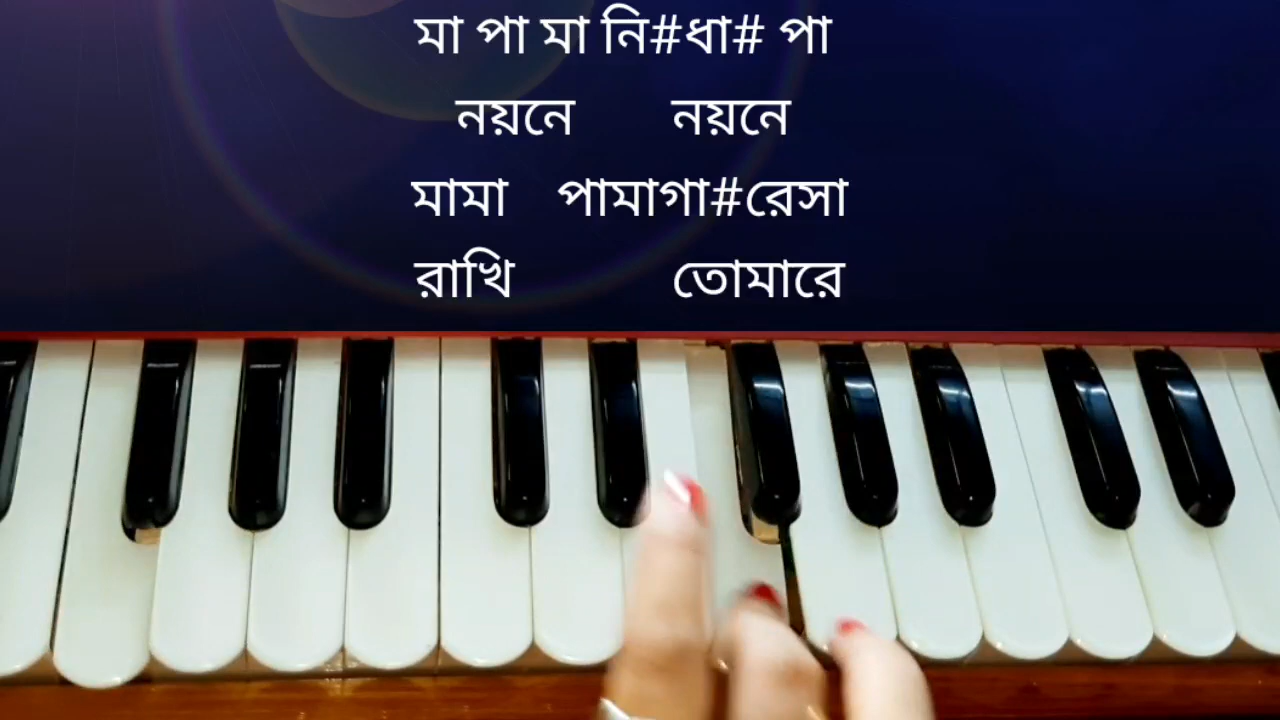 মা পা মা নি#ধা# পা
নয়নে নয়নে
মামা পামাগা#রেসা
রাখি তোমারে